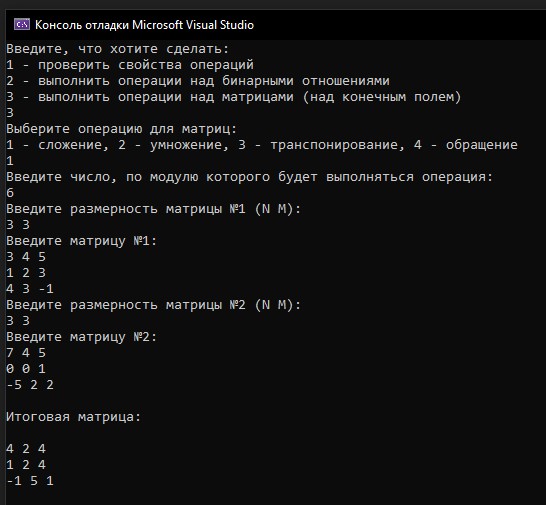 Консоль отладки Microsoft Visual Studio
Введите, что хотите сделать:
1 - проверить свойства операций
2 - выполнить операции над бинарными отношениями
3 - выполнить операции над матрицами (над конечным полем)
3
Выберите операцию для матриц:
1 - сложение, 2 - умножение, 3 - транспонирование, 4 - обращение
1
Введите число, по модулю которого будет выполняться операция:
6
Введите размерность матрицы №1 (N M):
3 3
Введите матрицу №1:
3 4 5
1 2 3
4 3 -1
Введите размерность матрицы №2 (N M):
3 3
Введите матрицу №2:
7 4 5
0 0 1
-5 2 2
Итоговая матрица:
4 2 4
1 2 4
-1 5 1